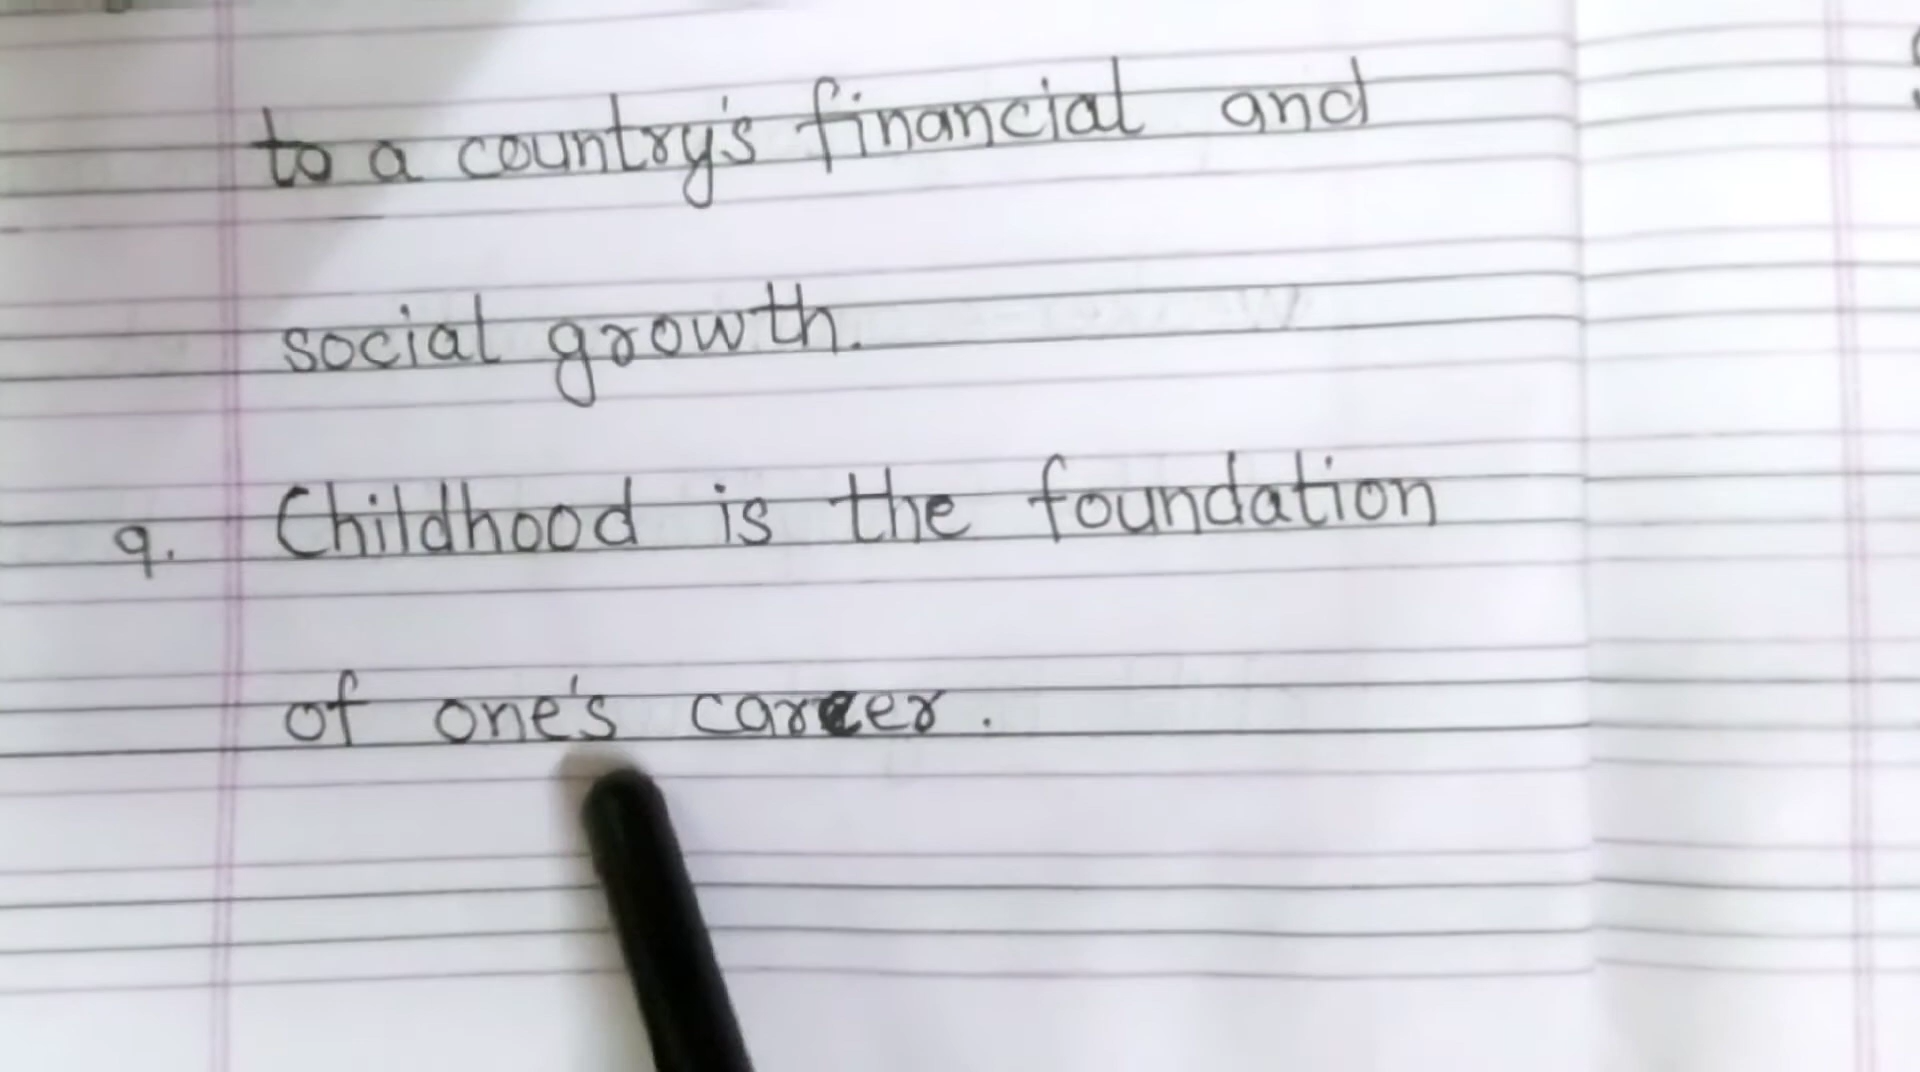 to a country's financial and
social growth.
9. Childhood is the foundation
of one's career.